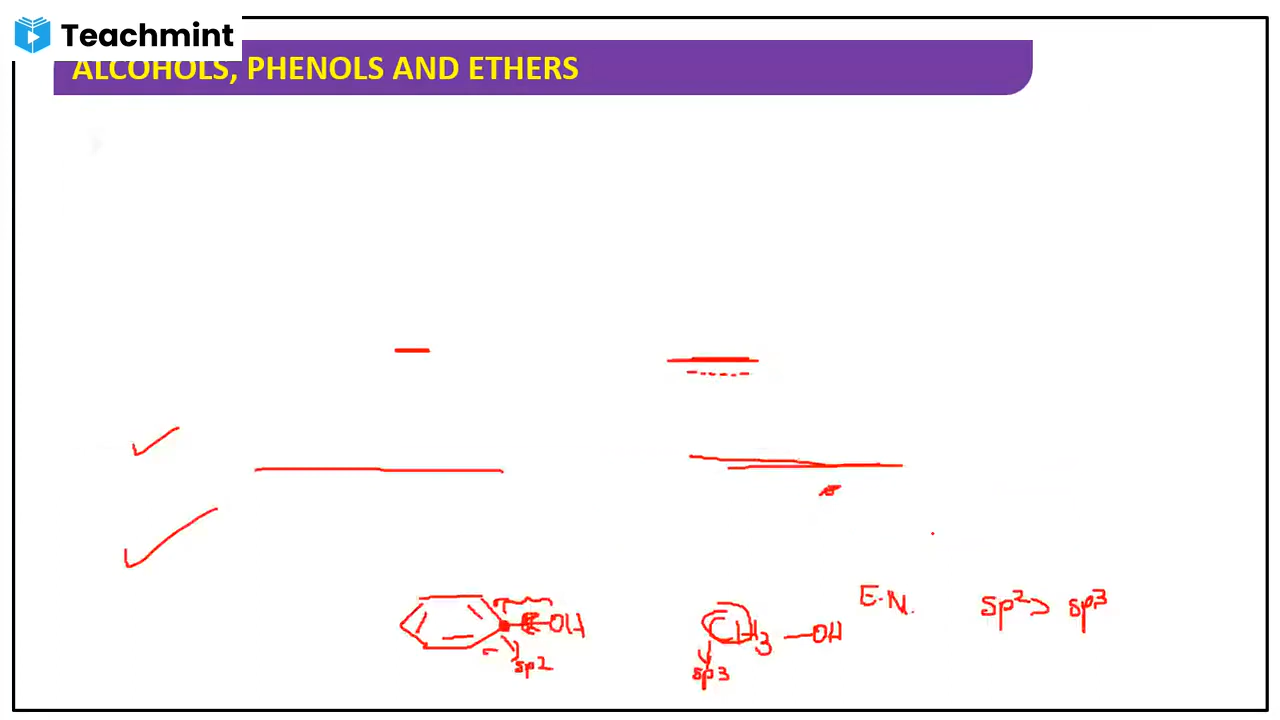 Teachmint
ALCOHOLS, PHENOLS AND ETHERS
OH
sp2
CH3 — OH
sp3
E.N. sp2 > sp3